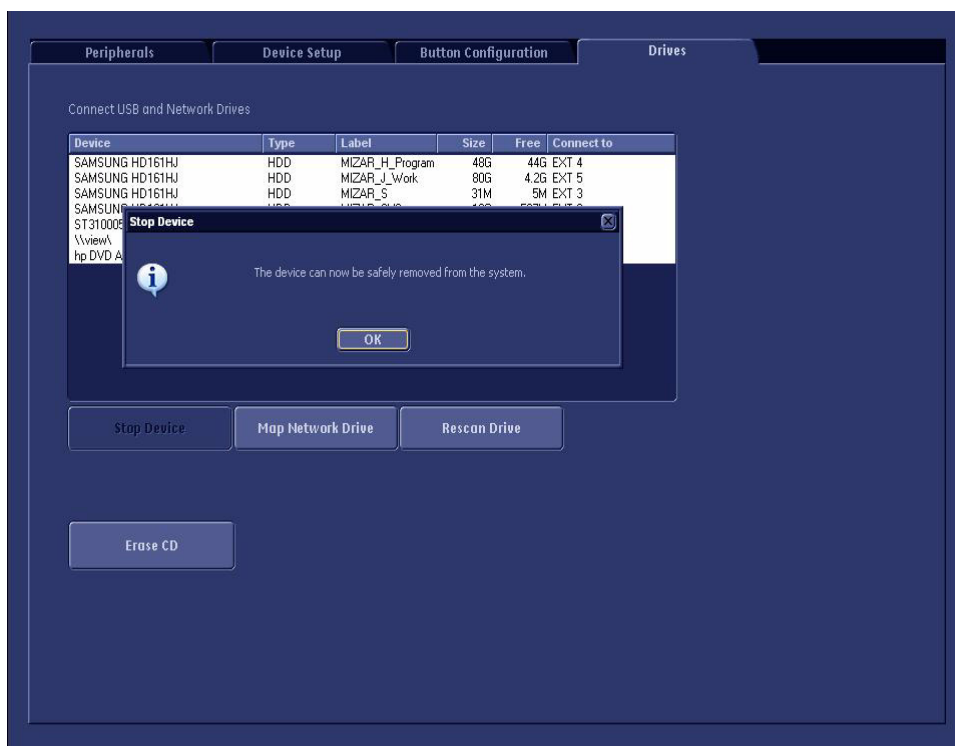 Peripherals Device Setup Button Configuration Drives
Connect USB and Network Drives
Device Type Label Size Free Connect to
SAMSUNG HD161HJ HDD MIZAR_H_Program 48G 44G EXT 4
SAMSUNG HD161HJ HDD MIZAR_J_Work 80G 4.2G EXT 5
SAMSUNG HD161HJ HDD MIZAR_S 31M 5M EXT 3
SAMSUNG
Stop Device
ST310005
\\view\
hp DVD A
The device can now be safely removed from the system.
OK
Stop Device Map Network Drive Rescan Drive
Erase CD